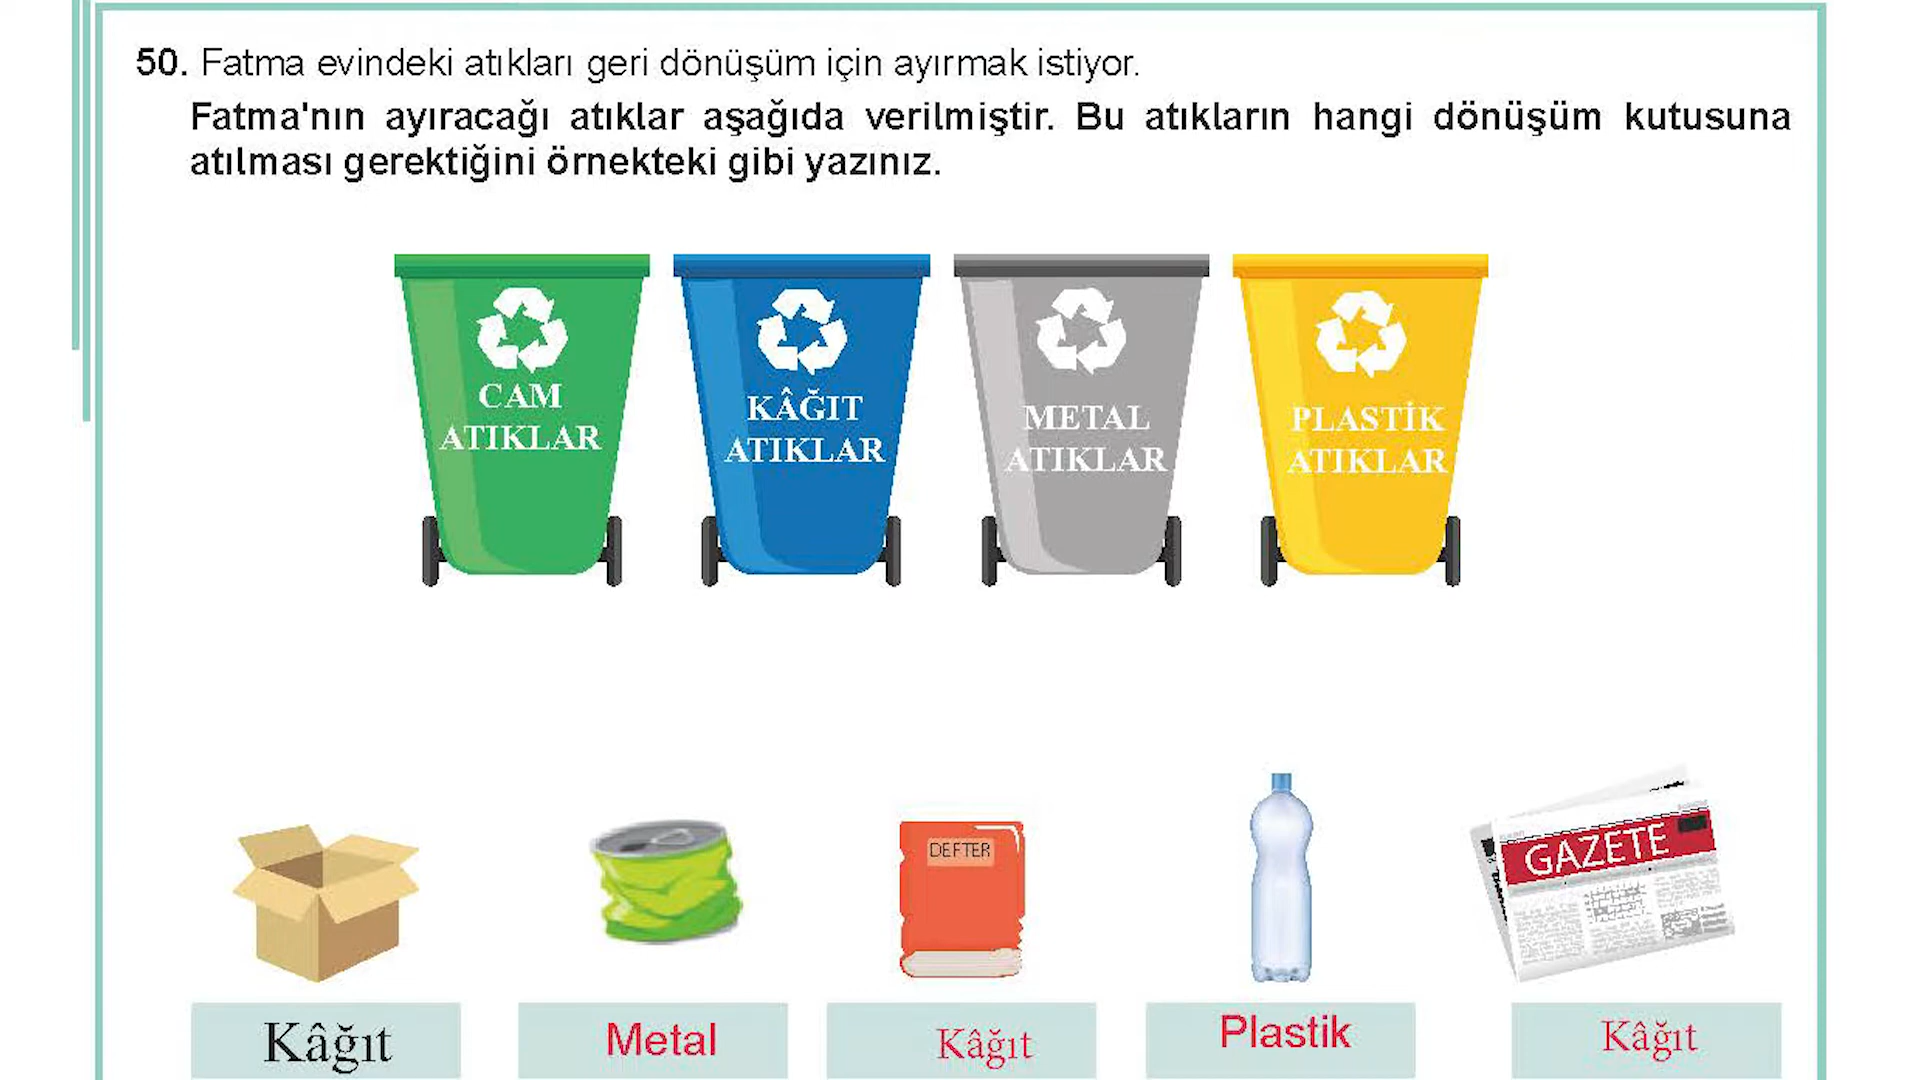 50. Fatma evindeki atıkları geri dönüşüm için ayırmak istiyor.
Fatma'nın ayıracağı atıklar aşağıda verilmiştir. Bu atıkların hangi dönüşüm kutusuna
atılması gerektiğini örnekteki gibi yazınız.
CAM
ATIKLAR
KÂĞIT
ATIKLAR
METAL
ATIKLAR
PLASTİK
ATIKLAR
DEFTER
GAZETE
Kâğıt
Metal
Kâğıt
Plastik
Kâğıt